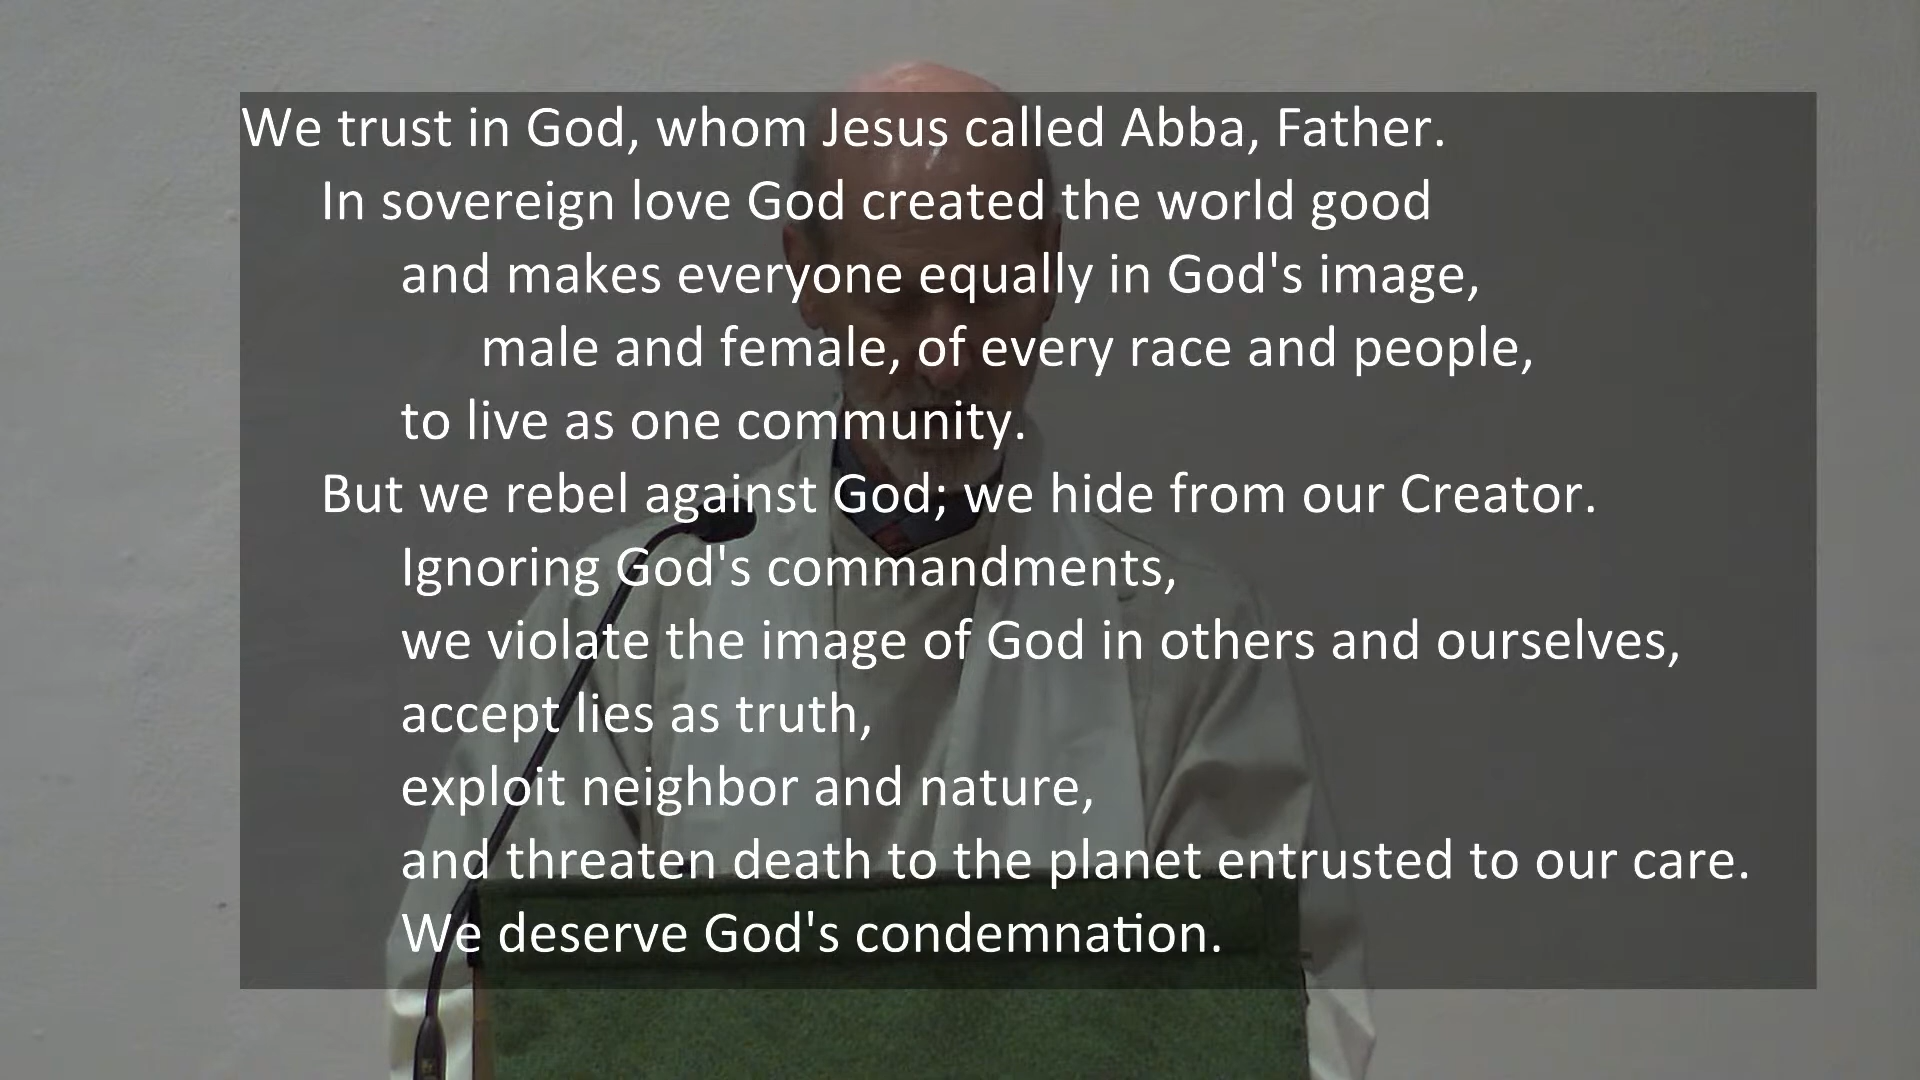 We trust in God, whom Jesus called Abba, Father.
In sovereign love God created the world good
and makes everyone equally in God's image,
male and female, of every race and people,
to live as one community.
But we rebel against God; we hide from our Creator.
Ignoring God's commandments,
we violate the image of God in others and ourselves,
accept lies as truth,
exploit neighbor and nature,
and threaten death to the planet entrusted to our care.
We deserve God's condemnation.